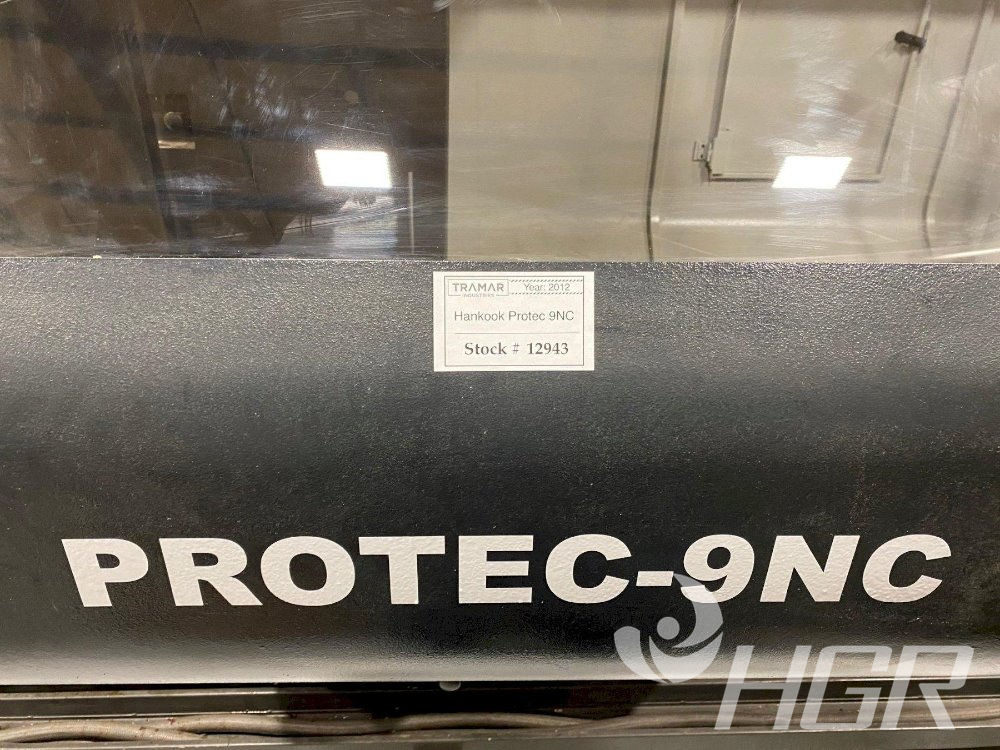 TRAMAR
INDUSTRIES
Year: 2012
Hankook Protec 9NC
Stock # 12943
PROTEC-9NC
HGR